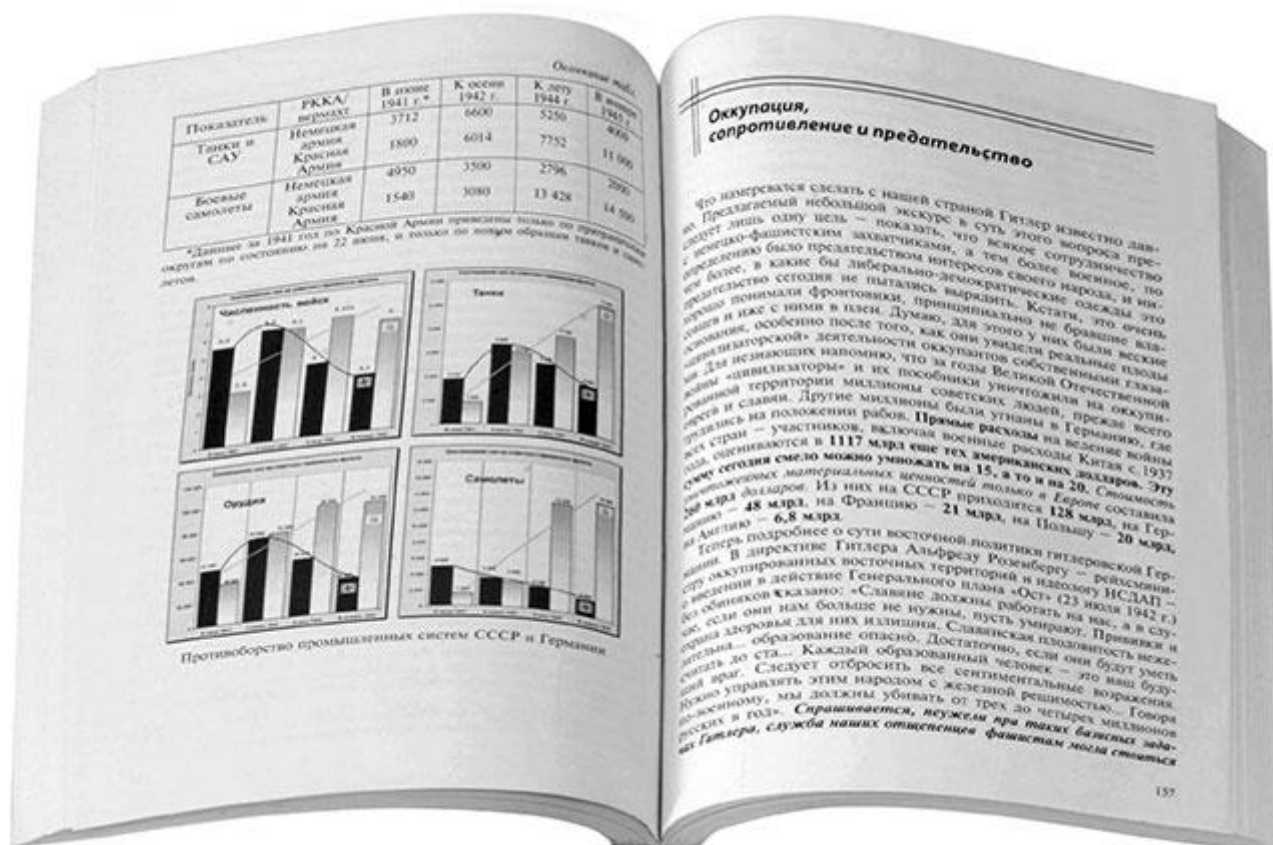 Основные
Показатель РККА/ вермахт В июне 1941 г.* К осени 1942 г. К лету 1944 г. В январе 1945 г.
Танки и САУ Немецкая армия 3712 6600 5250 4000
Красная Армия 1800 6014 7752 11 000
Боевые самолеты Немецкая армия 4950 3500 2796 2000
Красная Армия 1540 3080 13 428 14 500
*Данные за 1941 год по Красной Армии приведены только по приграничным
округам по состоянию на 22 июня, и только по новым образцам танков и само-
летов.
Численность войск
Танки
Орудия
Самолеты
Противоборство промышленных систем СССР и Германии
Оккупация,
сопротивление и предательство
Что намеревался сделать с нашей страной Гитлер известно дав-
но. Предлагаемый небольшой экскурс в суть этого вопроса пре-
следует лишь одну цель — показать, что всякое сотрудничество
с немецко-фашистским захватчиками, а тем более военное, по
определению было предательством интересов своего народа, и ни-
чем более, в какие бы либерально-демократические одежды это
предательство сегодня не пытались вырядить. Кстати, это очень
хорошо понимали фронтовики, принципиально не бравшие вла-
совцев и иже с ними в плен. Думаю, для этого у них были веские
основания, особенно после того, как они увидели реальные плоды
«цивилизаторской» деятельности оккупантов собственными глаза-
ми. Для незнающих напомню, что за годы Великой Отечественной
войны «цивилизаторы» и их пособники уничтожили на оккупи-
рованной территории миллионы советских людей, прежде всего
евреев и славян. Другие миллионы были угнаны в Германию, где
трудились на положении рабов. Прямые расходы на ведение войны
всех стран — участников, включая военные расходы Китая с 1937
года, оцениваются в 1117 млрд еще тех американских долларов. Эту
сумму сегодня смело можно умножать на 15, а то и на 20. Стоимость
уничтоженных материальных ценностей только в Европе составила
260 млрд долларов. Из них на СССР приходится 128 млрд, на Гер-
манию — 48 млрд, на Францию — 21 млрд, на Польшу — 20 млрд,
на Англию — 6,8 млрд.
Теперь подробнее о сути восточной политики гитлеровской Гер-
мании. В директиве Гитлера Альфреду Розенбергу — рейхсмини-
стру оккупированных восточных территорий и идеологу НСДАП —
о введении в действие Генерального плана «Ост» (23 июля 1942 г.)
без обиняков указано: «Славяне должны работать на нас, а в слу-
чае, если они нам больше не нужны, пусть умирают. Прививки и
охрана здоровья для них излишни. Славянская плодовитость неже-
лательна... образование опасно. Достаточно, если они будут уметь
считать до ста... Каждый образованный человек — это наш буду-
щий враг. Следует отбросить все сентиментальные возражения.
Нужно управлять этим народом с железной решимостью... Говоря
по-военному, мы должны убивать от трех до четырех миллионов
русских в год». Спрашивается, неужели при таких базисных зада-
чах Гитлера, служба наших отщепенцев фашистам могла считаться
157